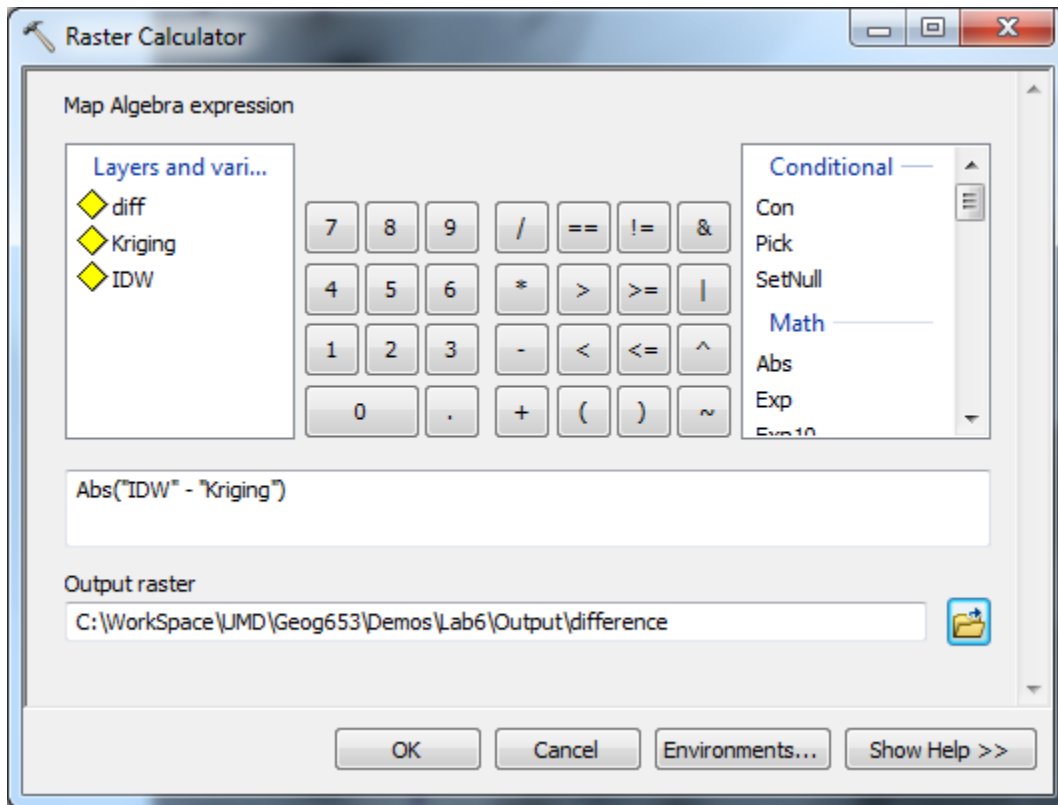 Raster Calculator
Map Algebra expression
Layers and vari...
diff
Kriging
IDW
7 8 9 / == != &
4 5 6 * > >= |
1 2 3 - < <= ^
0 . + ( ) ~
Conditional
Con
Pick
SetNull
Math
Abs
Exp
Exp10
Abs("IDW" - "Kriging")
Output raster
C:\WorkSpace\UMD\Geog653\Demos\Lab6\Output\difference
OK Cancel Environments... Show Help >>